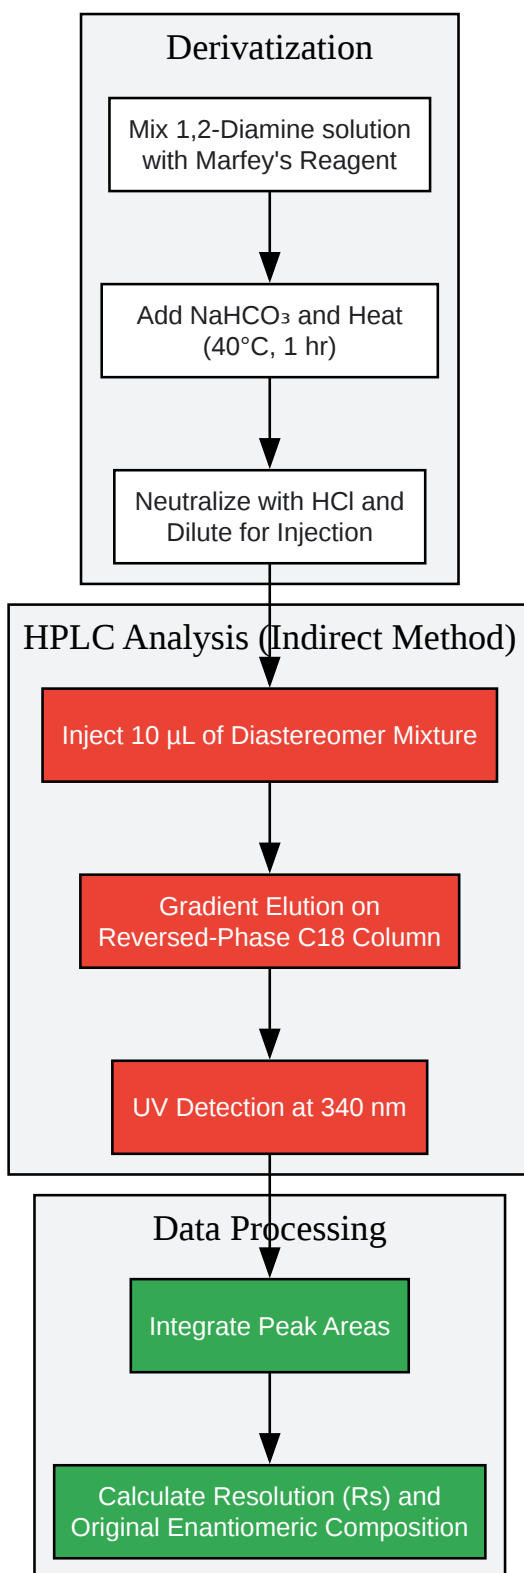 Derivatization
Mix 1,2-Diamine solution
with Marfey's Reagent
Add NaHCO₃ and Heat
(40°C, 1 hr)
Neutralize with HCl and
Dilute for Injection
HPLC Analysis (Indirect Method)
Inject 10 µL of Diastereomer Mixture
Gradient Elution on
Reversed-Phase C18 Column
UV Detection at 340 nm
Data Processing
Integrate Peak Areas
Calculate Resolution (Rs) and
Original Enantiomeric Composition